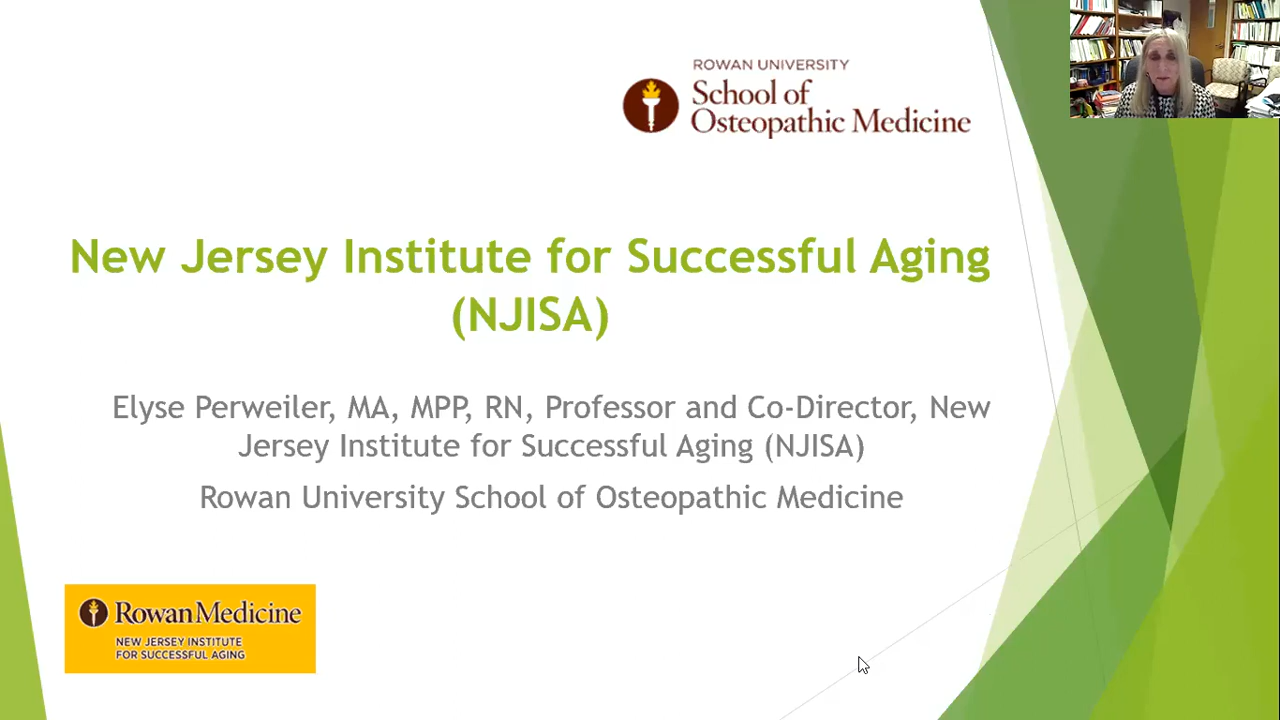 ROWAN UNIVERSITY
School of
Osteopathic Medicine
New Jersey Institute for Successful Aging
(NJISA)
Elyse Perweiler, MA, MPP, RN, Professor and Co-Director, New
Jersey Institute for Successful Aging (NJISA)
Rowan University School of Osteopathic Medicine
Rowan Medicine
NEW JERSEY INSTITUTE
FOR SUCCESSFUL AGING